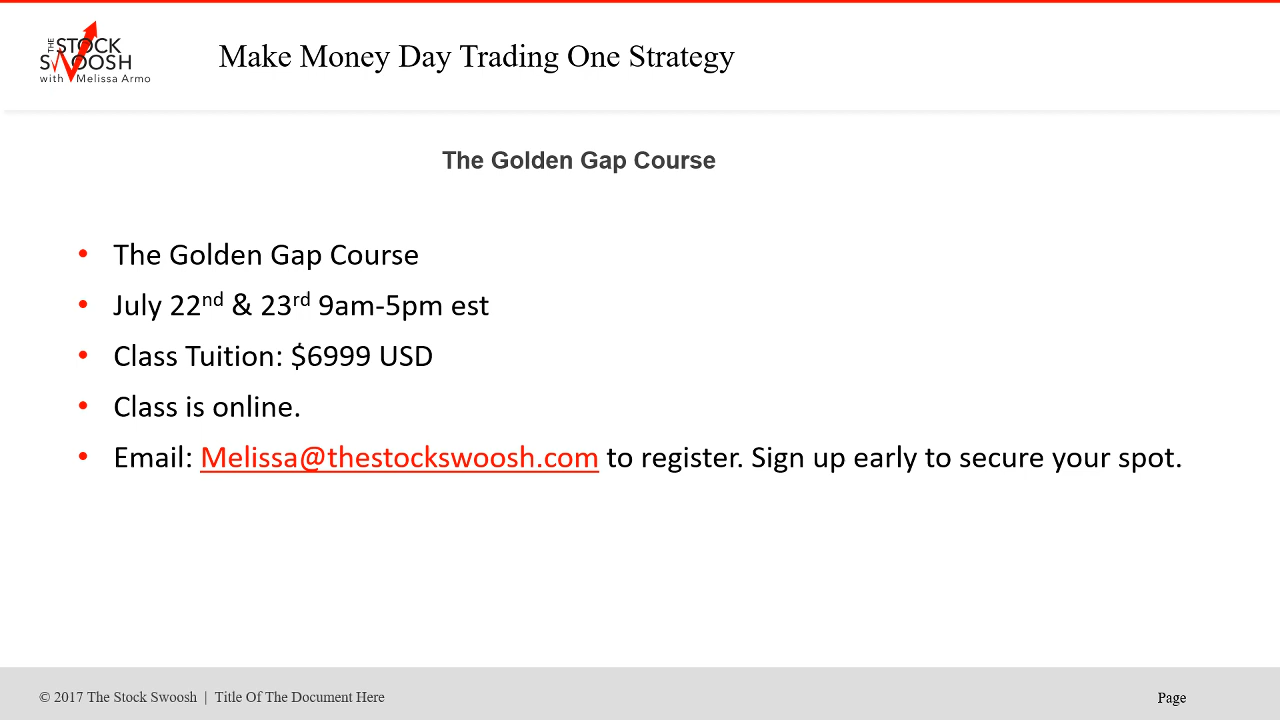 THE STOCK
SWOOSH
with Melissa Armo
Make Money Day Trading One Strategy
The Golden Gap Course
• The Golden Gap Course
• July 22nd & 23rd 9am-5pm est
• Class Tuition: $6999 USD
• Class is online.
• Email: Melissa@thestockswoosh.com to register. Sign up early to secure your spot.
© 2017 The Stock Swoosh | Title Of The Document Here
Page